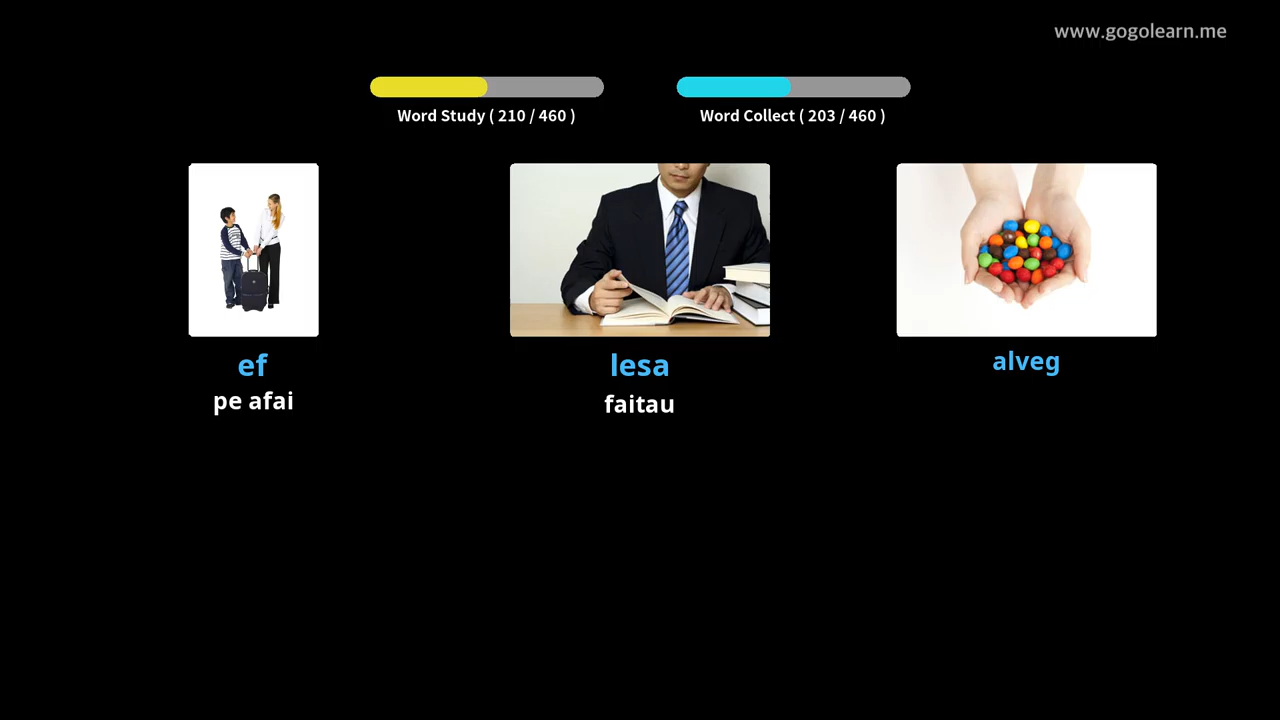 www.gogolearn.me
Word Study ( 210 / 460 )
Word Collect ( 203 / 460 )
ef
pe afai
lesa
faitau
alveg